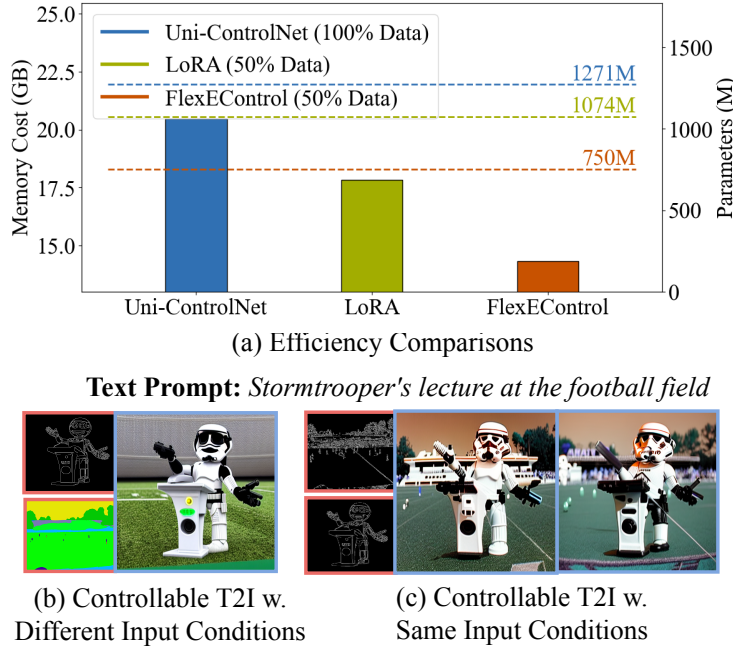 25.0
22.5
20.0
17.5
15.0
Memory Cost (GB)
Uni-ControlNet (100% Data)
LoRA (50% Data)
FlexEControl (50% Data)
1271M
1074M
750M
1500
1000
500
0
Parameters (M)
Uni-ControlNet
LoRA
FlexEControl
(a) Efficiency Comparisons
Text Prompt: Stormtrooper's lecture at the football field
(b) Controllable T2I w.
Different Input Conditions
(c) Controllable T2I w.
Same Input Conditions